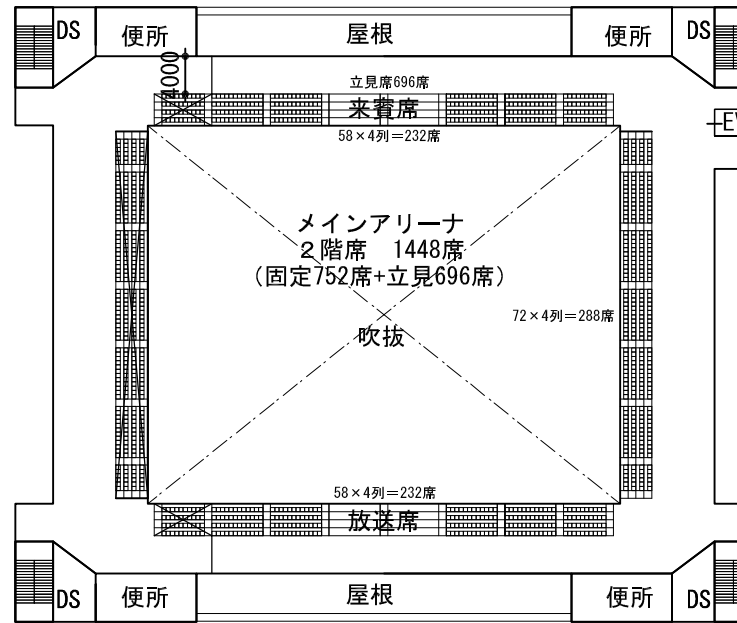 DS
便所
屋根
便所
DS
4000
立見席696席
来賓席
58×4列=232席
EV
メインアリーナ
2階席 1448席
(固定752席+立見696席)
72×4列=288席
吹抜
58×4列=232席
放送席
DS
便所
屋根
便所
DS